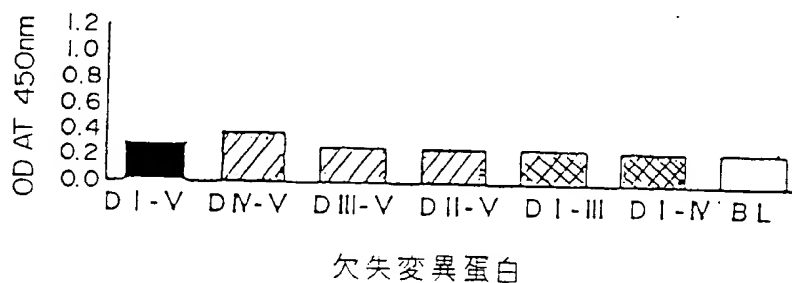 OD AT 450nm
1.2
1.0
0.8
0.6
0.4
0.2
0.0
D I-V DIV-V DIII-V DII-V D I-III D I-IV BL
欠失変異蛋白